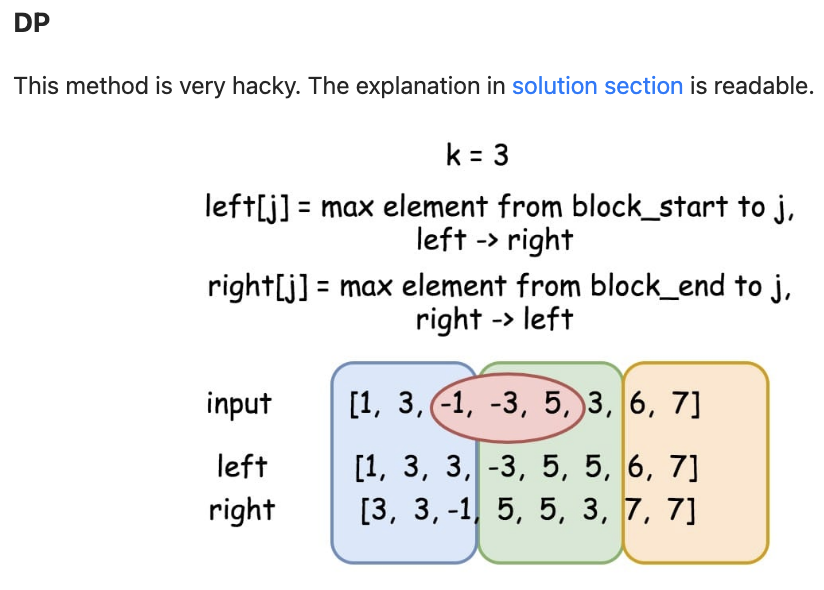 DP
This method is very hacky. The explanation in solution section is readable.
k = 3
left[j] = max element from block_start to j,
left -> right
right[j] = max element from block_end to j,
right -> left
input [1, 3, -1, -3, 5, 3, 6, 7]
left [1, 3, 3, -3, 5, 5, 6, 7]
right [3, 3, -1, 5, 5, 3, 7, 7]